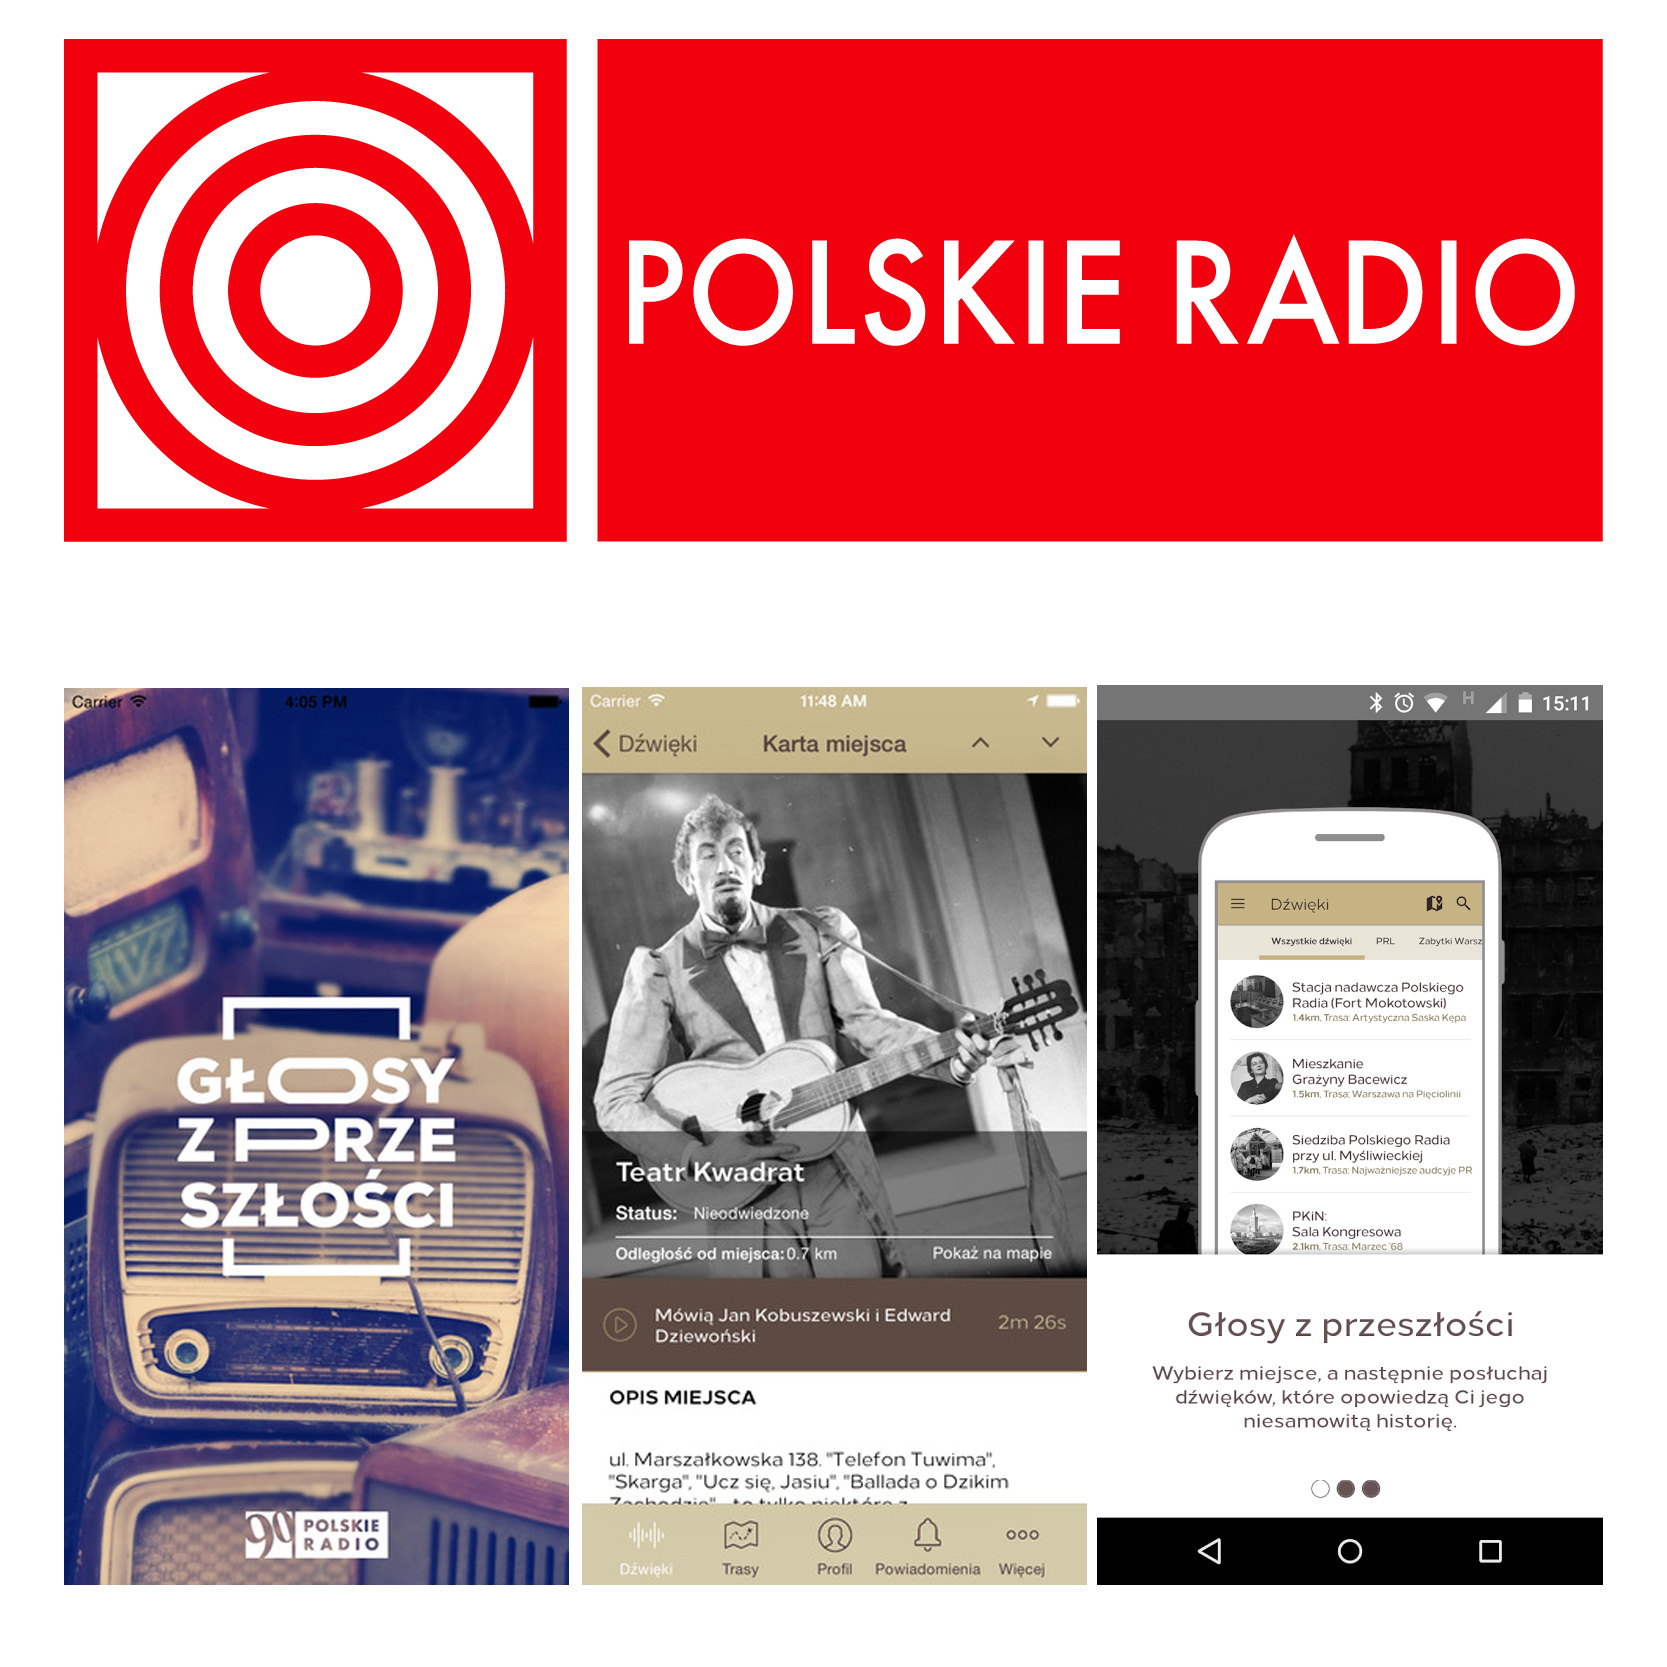 POLSKIE RADIO
Carrier 4:05 PM
GŁOSY
Z PRZE
SZŁOŚCI
90 POLSKIE
RADIO
Carrier 11:48 AM
Dźwięki Karta miejsca
Teatr Kwadrat
Status: Nieodwiedzone
Odległość od miejsca: 0.7 km Pokaż na mapie
Mówią Jan Kobuszewski i Edward
Dziewoński
2m 26s
OPIS MIEJSCA
ul. Marszałkowska 138. "Telefon Tuwima",
"Skarga", "Ucz się, Jasiu", "Ballada o Dzikim
Zachodzie" - to tylko niektóre z
Dźwięki Trasy Profil Powiadomienia Więcej
H 15:11
Dźwięki
Wszystkie dźwięki PRL Zabytki Warsz
Stacja nadawcza Polskiego
Radia (Fort Mokotowski)
1.4km, Trasa: Artystyczna Saska Kępa
Mieszkanie
Grażyny Bacewicz
1.5km, Trasa: Warszawa na Pięciolinii
Siedziba Polskiego Radia
przy ul. Myśliwieckiej
1.7km, Trasa: Najważniejsze audcyje PR
PKiN:
Sala Kongresowa
2.1km, Trasa: Marzec '68
Głosy z przeszłości
Wybierz miejsce, a następnie posłuchaj
dźwięków, które opowiedzą Ci jego
niesamowitą historię.